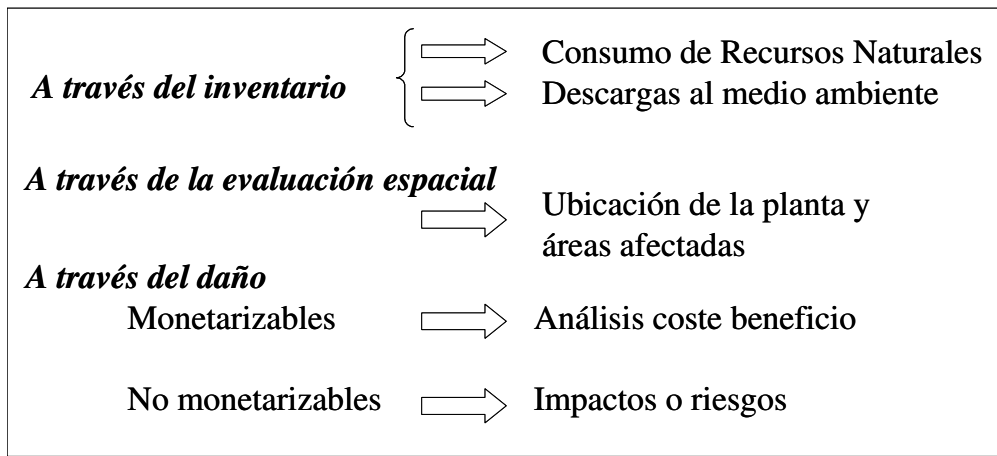 A través del inventario
Consumo de Recursos Naturales
Descargas al medio ambiente
A través de la evaluación espacial
Ubicación de la planta y
áreas afectadas
A través del daño
Monetarizables
Análisis coste beneficio
No monetarizables
Impactos o riesgos